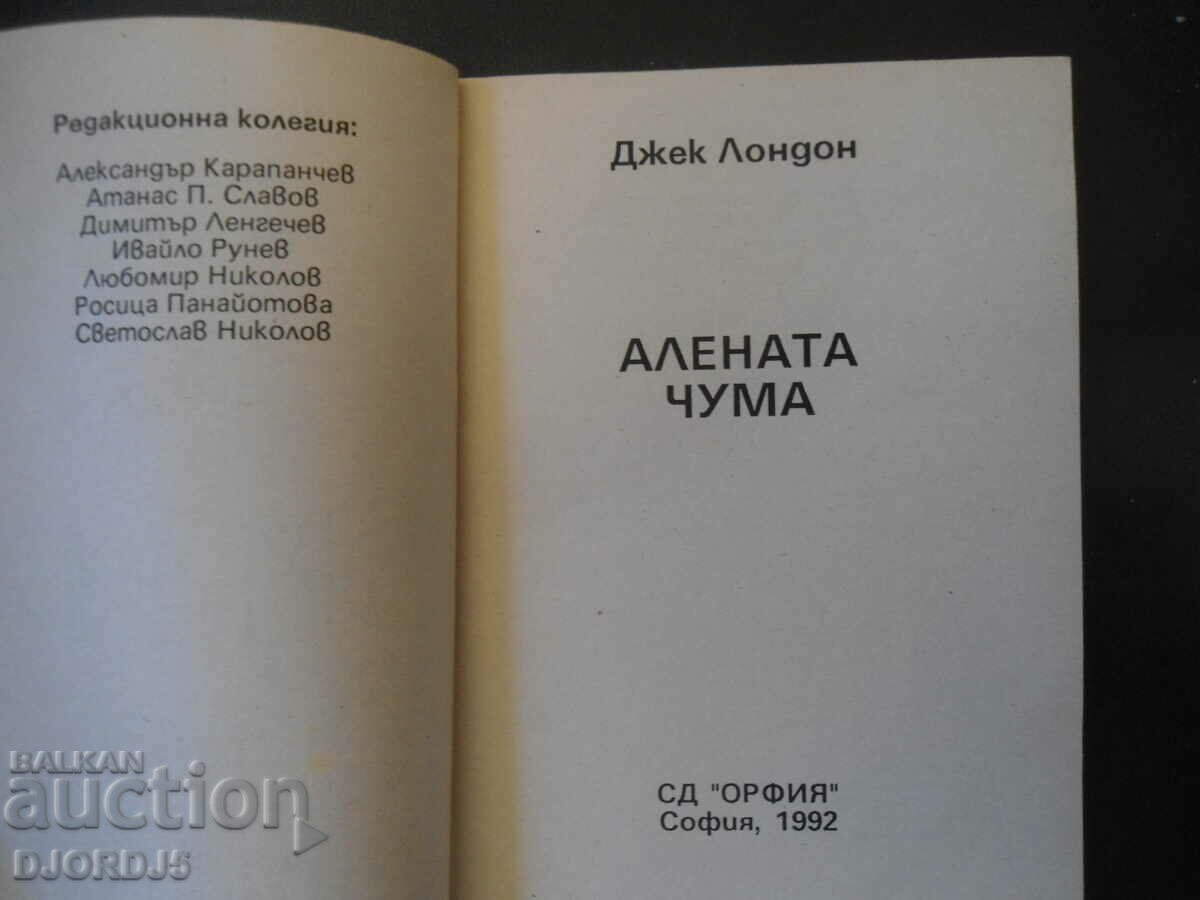 Редакционна колегия:
Александър Карапанчев
Атанас П. Славов
Димитър Ленгечев
Ивайло Рунев
Любомир Николов
Росица Панайотова
Светослав Николов
Джек Лондон
АЛЕНАТА
ЧУМА
СД "ОРФИЯ"
София, 1992
BALKAN
auction
DJORDJ5